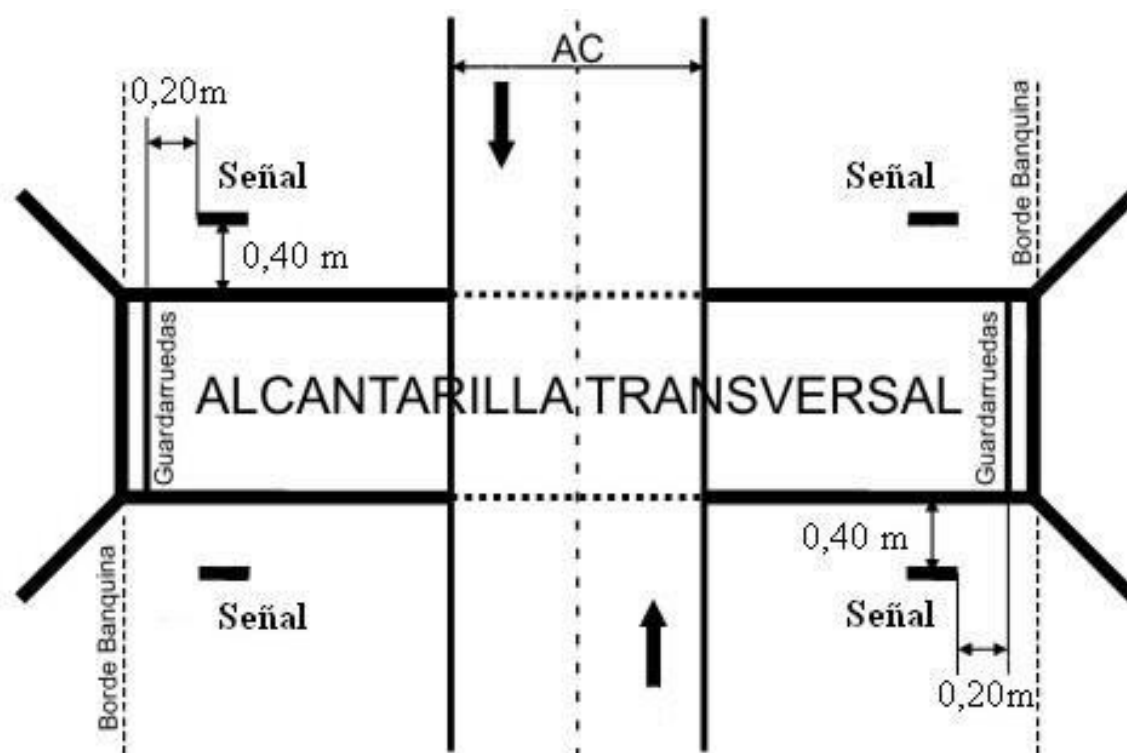 AC
0,20m
Señal
Señal
Borde Banquina
0,40 m
Guardarruedas
ALCANTARILLA TRANSVERSAL
Guardarruedas
0,40 m
Borde Banquina
Señal
Señal
0,20m